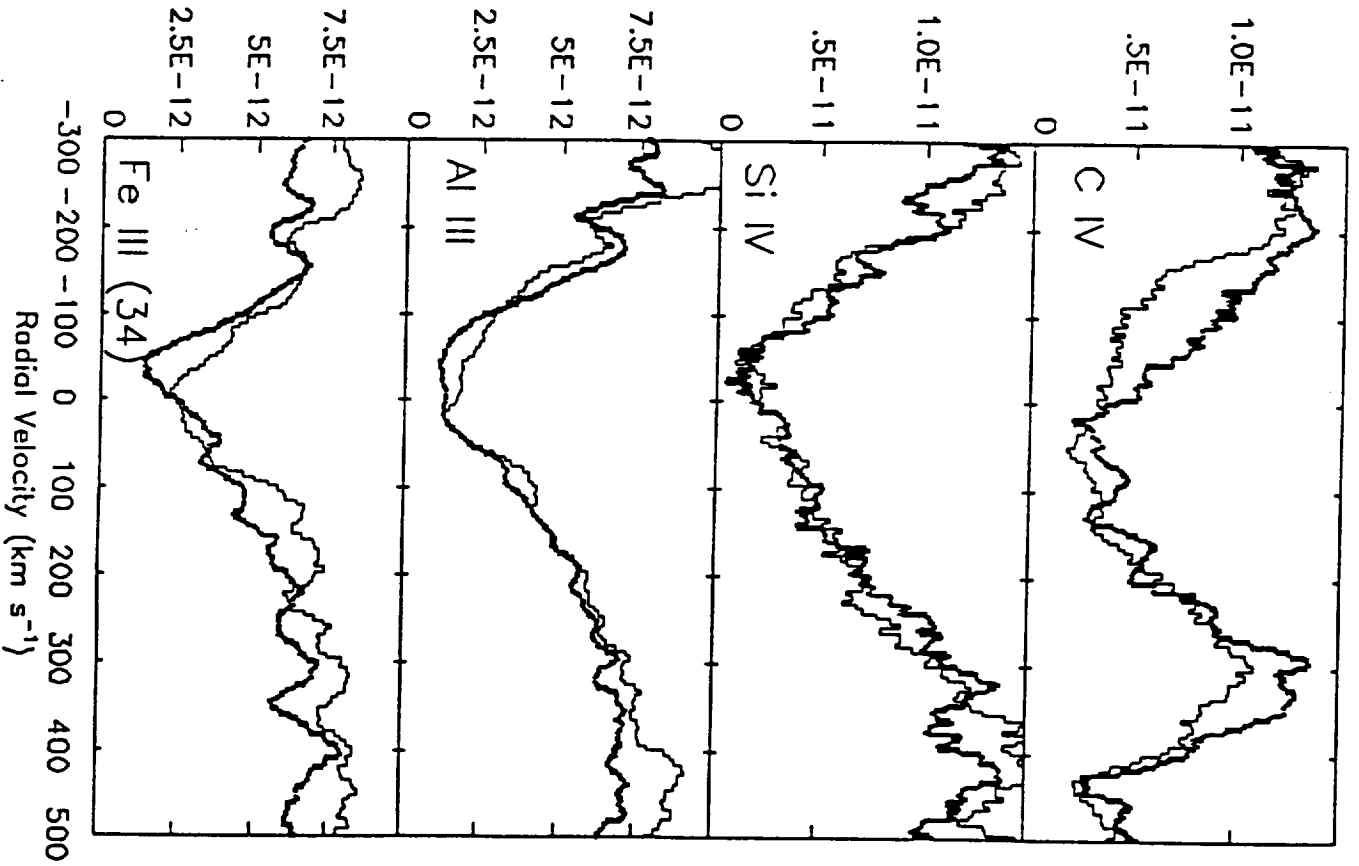 C IV
1.0E-11
.5E-11
0
Si IV
1.0E-11
.5E-11
0
Al III
7.5E-12
5E-12
2.5E-12
0
Fe III (34)
7.5E-12
5E-12
2.5E-12
0
-300 -200 -100 0 100 200 300 400 500
Radial Velocity (km s⁻¹)